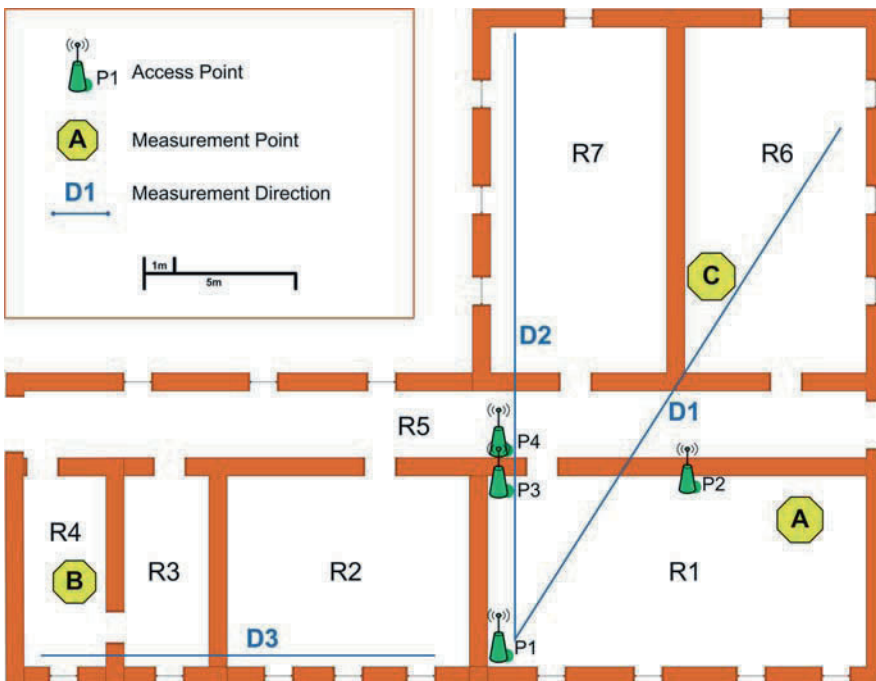 P1 Access Point
A Measurement Point
D1 Measurement Direction
1m
5m
R7
R6
C
D2
D1
R5
P4
P3
P2
A
R4
B
R3
R2
R1
D3
P1